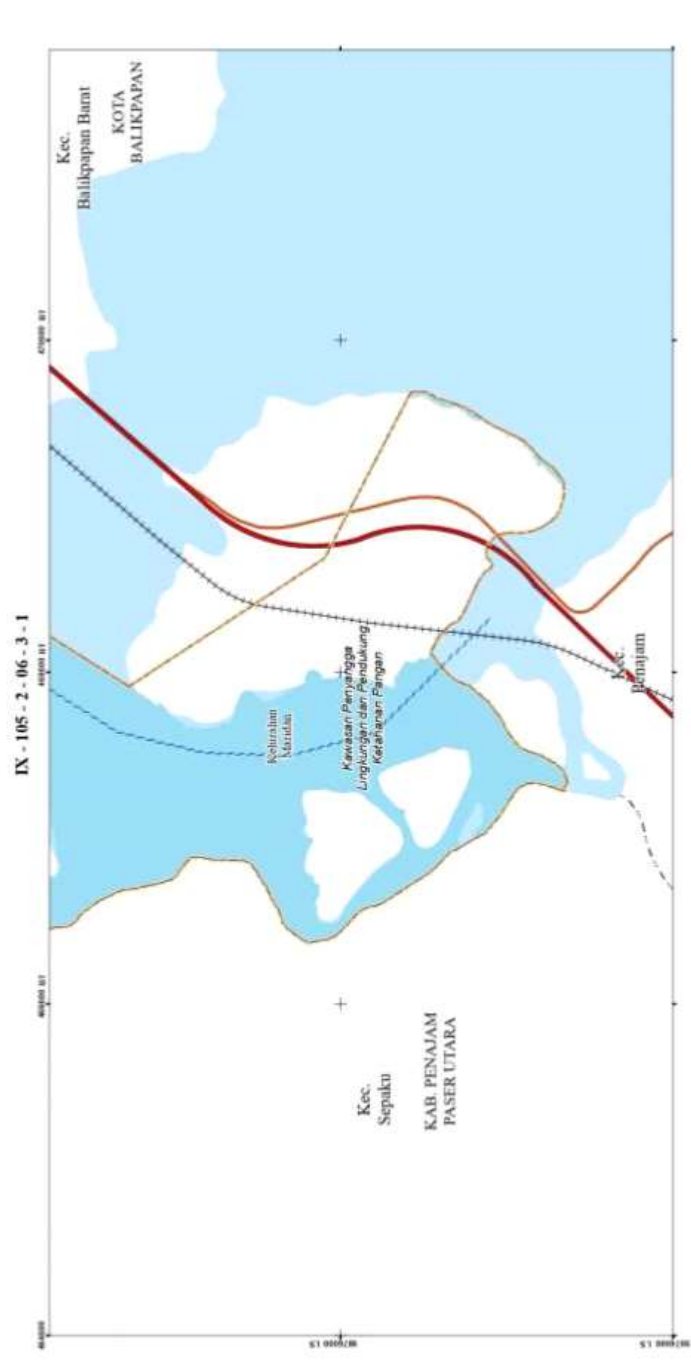 IX - 105 - 2 - 06 - 3 - 1
Kec.
Balikpapan Barat
KOTA
BALIKPAPAN
Kelurahan
Maridan
Kawasan Penyangga
Lingkungan dan Pendukung
Ketahanan Pangan
Kec.
Penajam
Kec.
Sepaku
KAB. PENAJAM
PASER UTARA